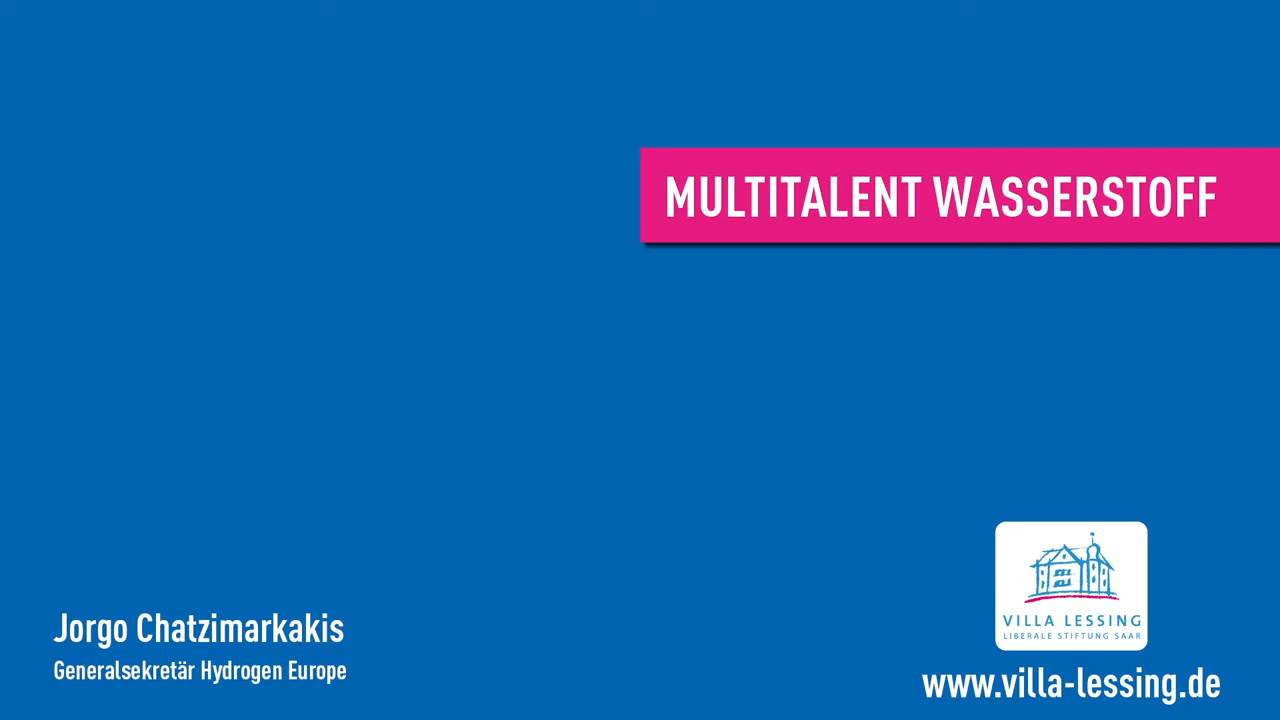 MULTITALENT WASSERSTOFF
VILLA LESSING
LIBERALE STIFTUNG SAAR
Jorgo Chatzimarkakis
Generalsekretär Hydrogen Europe
www.villa-lessing.de